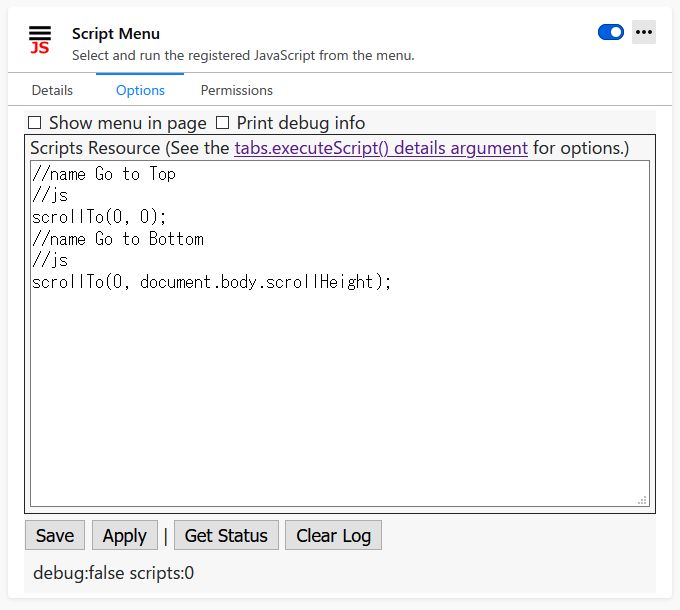 JS
Script Menu
Select and run the registered JavaScript from the menu.
Details Options Permissions
Show menu in page Print debug info
Scripts Resource (See the tabs.executeScript() details argument for options.)
//name Go to Top
//js
scrollTo(0, 0);
//name Go to Bottom
//js
scrollTo(0, document.body.scrollHeight);
Save Apply | Get Status Clear Log
debug:false scripts:0